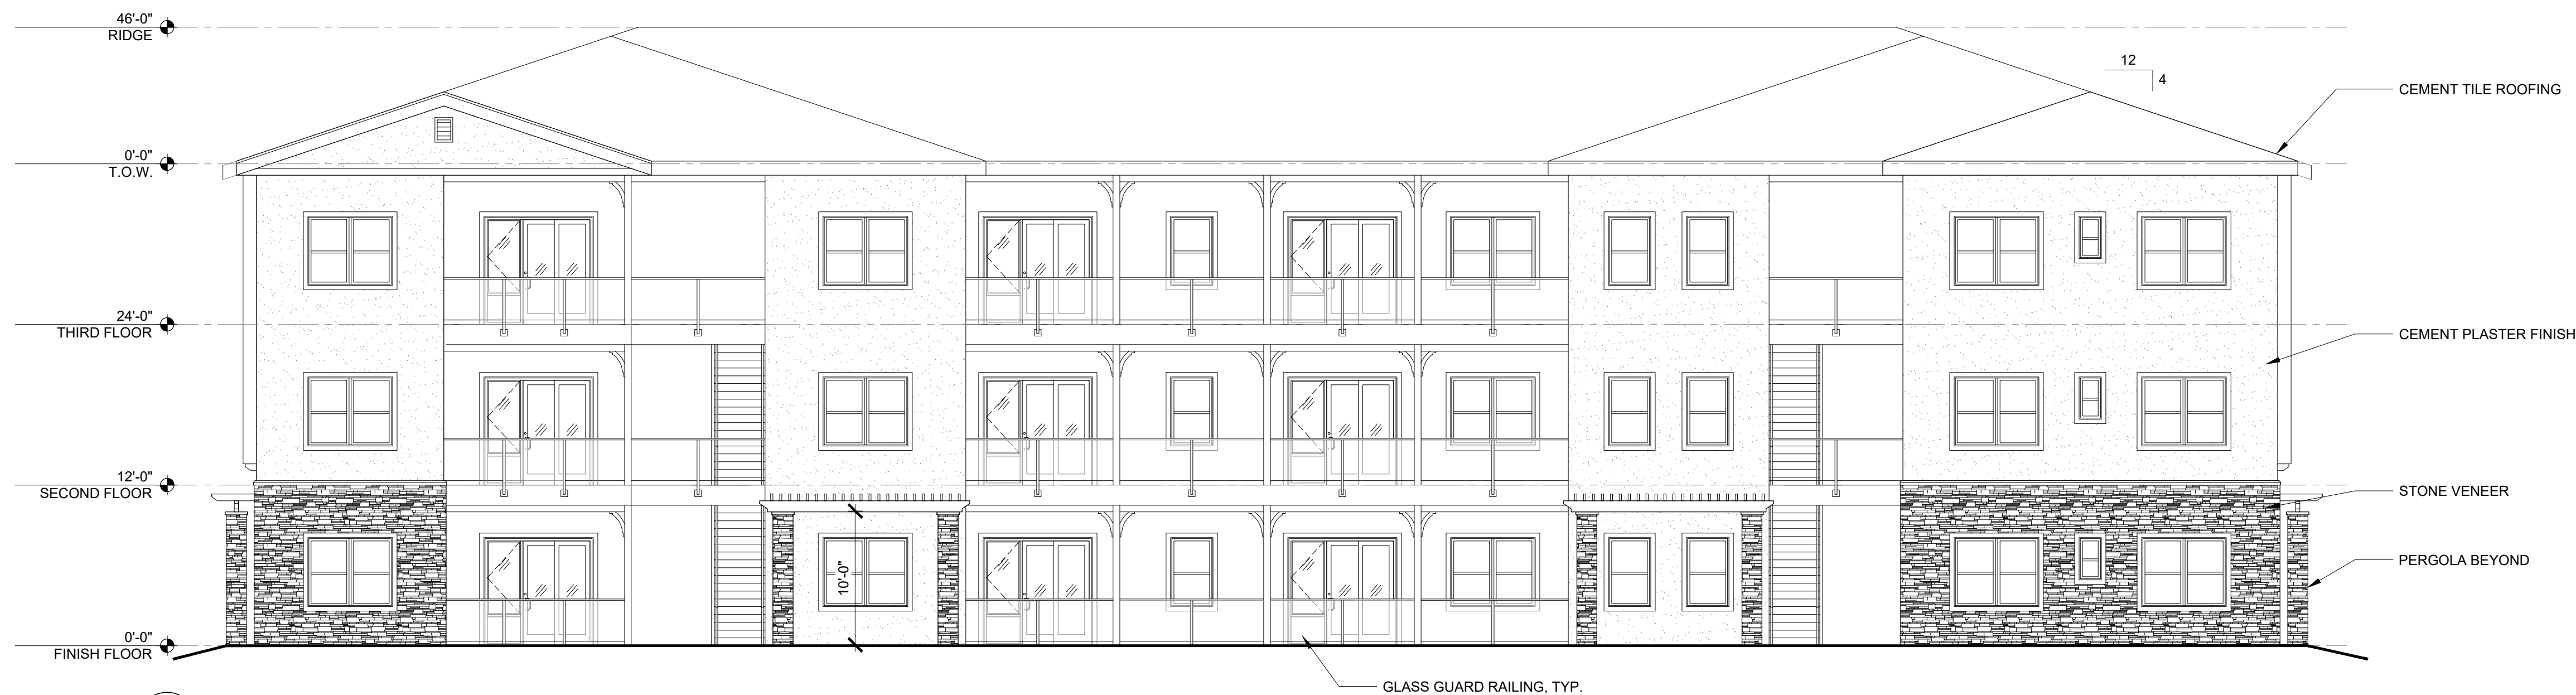 46'-0"
RIDGE
12
4
CEMENT TILE ROOFING
0'-0"
T.O.W.
24'-0"
THIRD FLOOR
CEMENT PLASTER FINISH
12'-0"
SECOND FLOOR
STONE VENEER
10'-0"
PERGOLA BEYOND
0'-0"
FINISH FLOOR
GLASS GUARD RAILING, TYP.